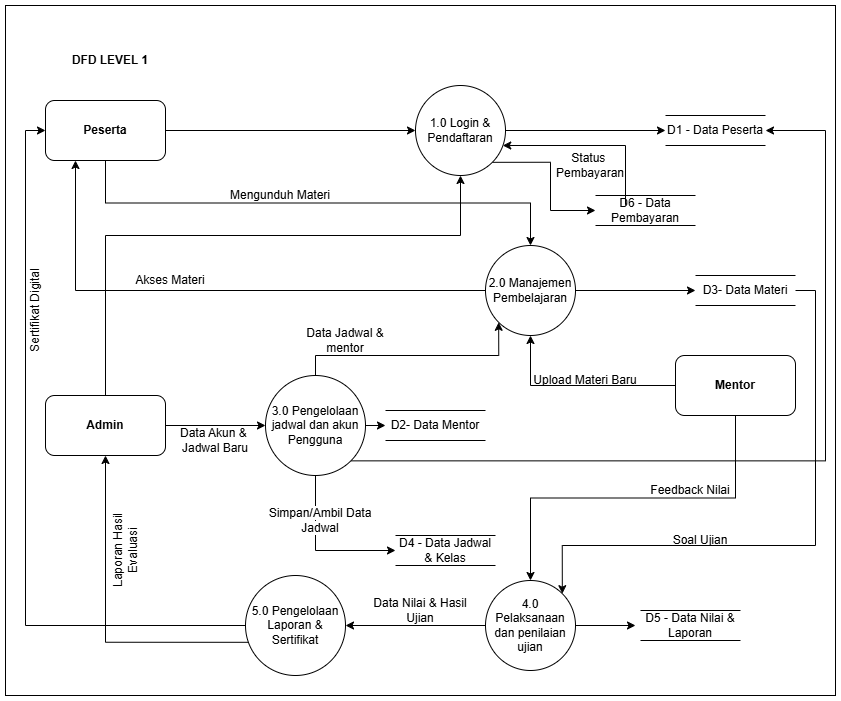 DFD LEVEL 1
Peserta
1.0 Login &
Pendaftaran
D1 - Data Peserta
Status
Pembayaran
D6 - Data
Pembayaran
Mengunduh Materi
Akses Materi
2.0 Manajemen
Pembelajaran
D3- Data Materi
Sertifikat Digital
Data Jadwal &
mentor
Upload Materi Baru
Mentor
Admin
Data Akun &
Jadwal Baru
3.0 Pengelolaan
jadwal dan akun
Pengguna
D2- Data Mentor
Feedback Nilai
Simpan/Ambil Data
Jadwal
D4 - Data Jadwal
& Kelas
Soal Ujian
Laporan Hasil
Evaluasi
5.0 Pengelolaan
Laporan &
Sertifikat
Data Nilai & Hasil
Ujian
4.0
Pelaksanaan
dan penilaian
ujian
D5 - Data Nilai &
Laporan